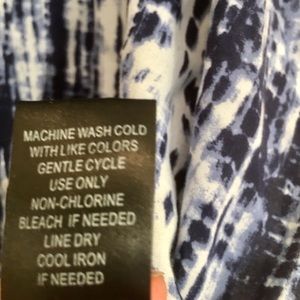 MACHINE WASH COLD
WITH LIKE COLORS
GENTLE CYCLE
USE ONLY
NON-CHLORINE
BLEACH IF NEEDED
LINE DRY
COOL IRON
IF NEEDED